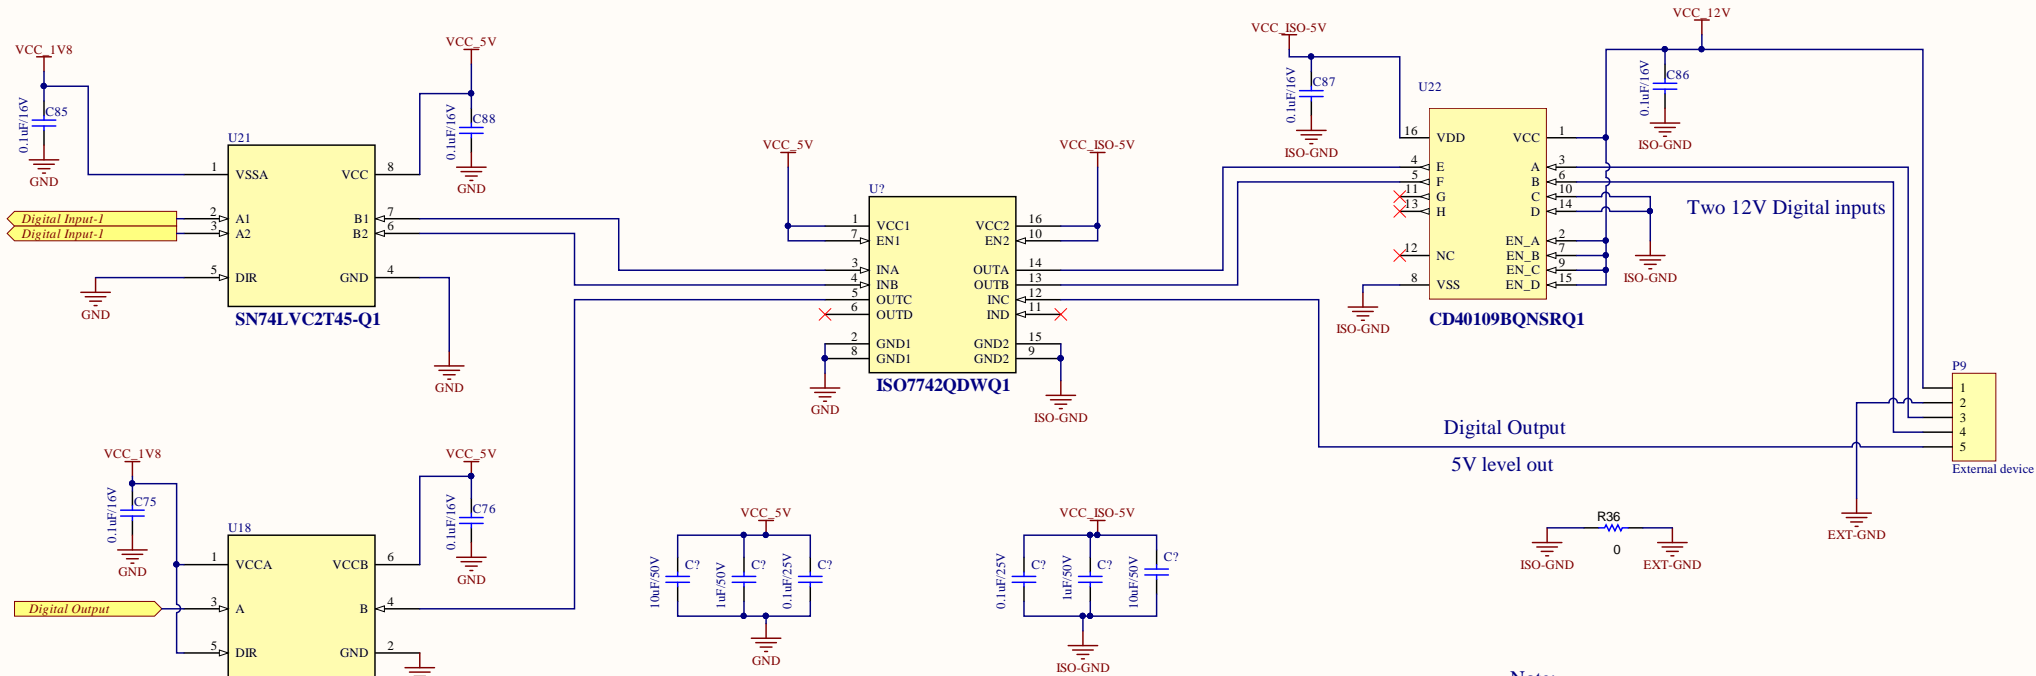 VCC_1V8
C85
0.1uF/16V
GND
VCC_5V
C88
0.1uF/16V
GND
U21
1 VSSA VCC 8
Digital Input-1 2 A1 B1 7
Digital Input-1 3 A2 B2 6
5 DIR GND 4
GND
SN74LVC2T45-Q1
GND
VCC_5V
VCC_ISO-5V
U?
1 VCC1 VCC2 16
7 EN1 EN2 10
3 INA OUTA 14
4 INB OUTB 13
5 OUTC INC 12
6 OUTD IND 11
2 GND1 GND2 15
8 GND1 GND2 9
ISO7742QDWQ1
GND
ISO-GND
VCC_ISO-5V
C87
0.1uF/16V
ISO-GND
VCC_12V
C86
0.1uF/16V
ISO-GND
U22
16 VDD VCC 1
4 E A 3
5 F B 6
11 G C 10
13 H D 14
EN_A 2
12 NC EN_B 7
EN_C 9
8 VSS EN_D 15
ISO-GND
ISO-GND
CD40109BQNSRQ1
Two 12V Digital inputs
P9
1
2
3
4
5
External device
Digital Output
5V level out
EXT-GND
R36
0
ISO-GND
EXT-GND
VCC_1V8
C75
0.1uF/16V
GND
VCC_5V
C76
0.1uF/16V
GND
U18
1 VCCA VCCB 6
Digital Output 3 A B 4
5 DIR GND 2
VCC_5V
10uF/50V C?
1uF/50V C?
0.1uF/25V C?
GND
VCC_ISO-5V
0.1uF/25V C?
1uF/50V C?
10uF/50V C?
ISO-GND